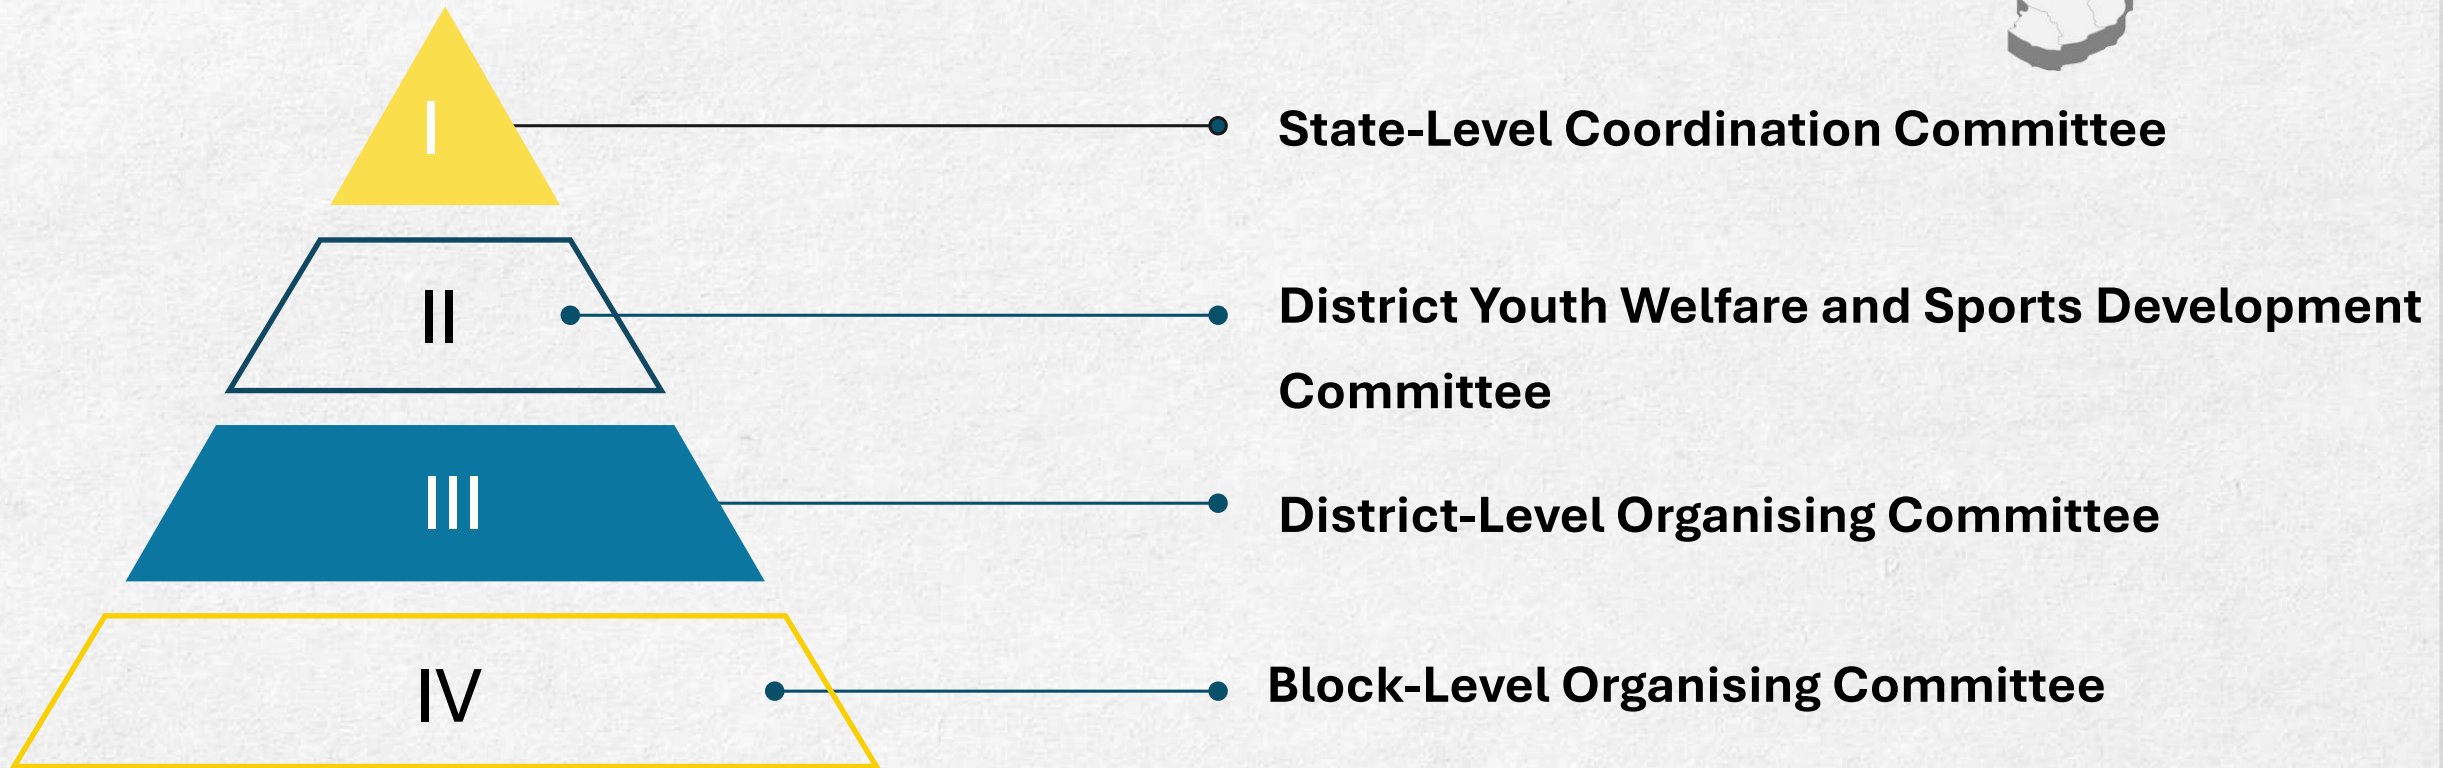 I
State-Level Coordination Committee
II
District Youth Welfare and Sports Development
Committee
III
District-Level Organising Committee
IV
Block-Level Organising Committee